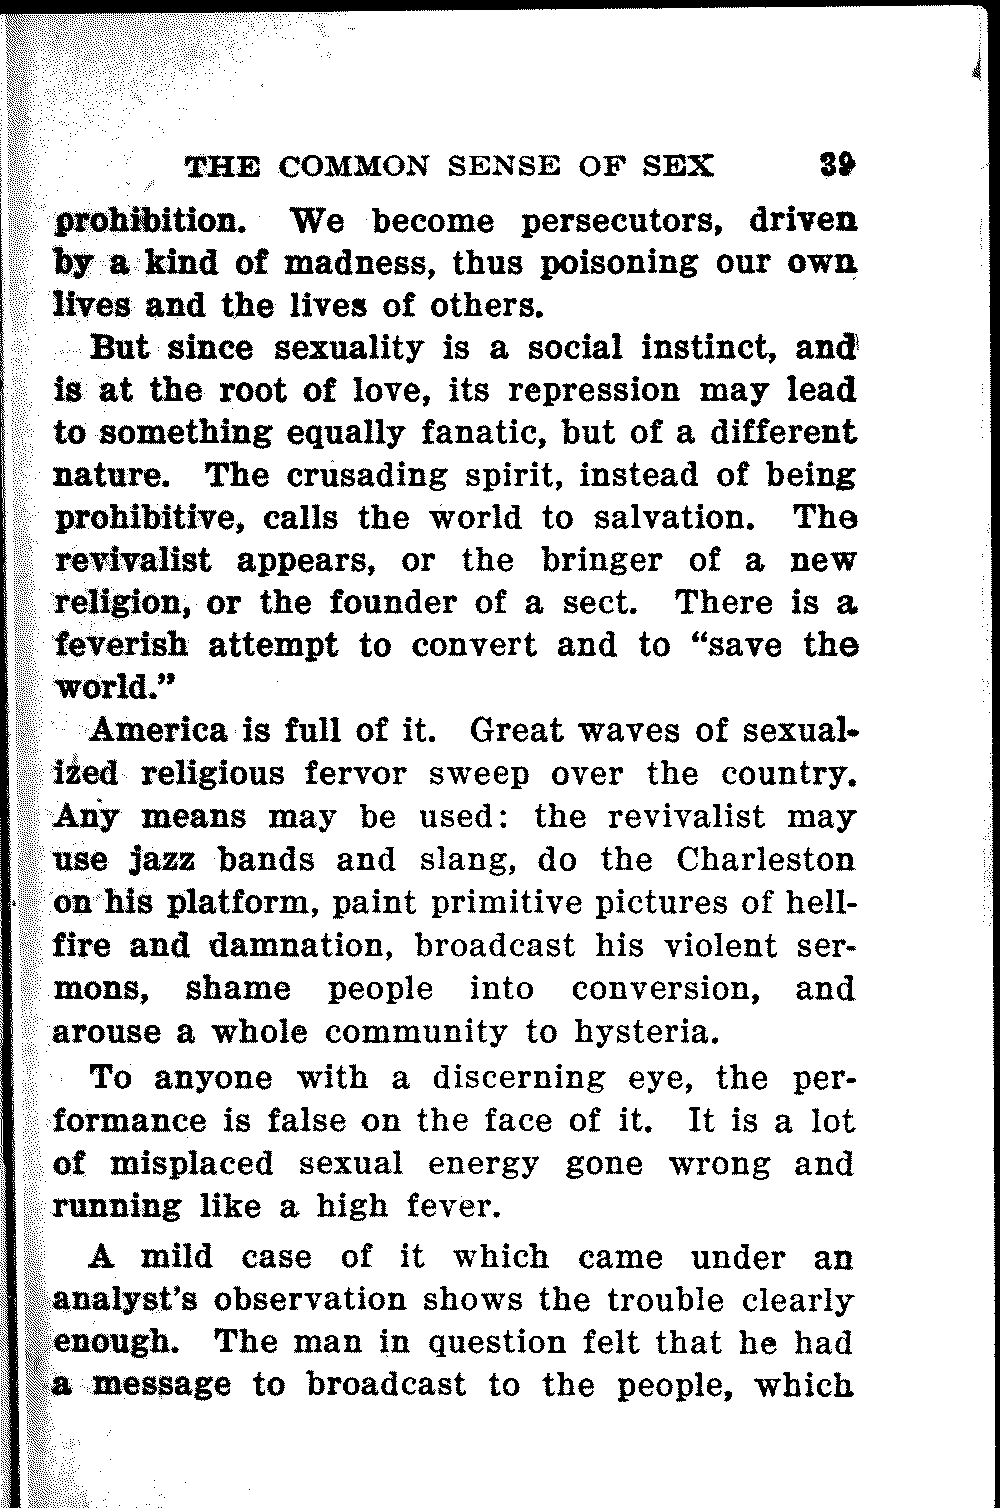 THE COMMON SENSE OF SEX 39
prohibition. We become persecutors, driven
by a kind of madness, thus poisoning our own
lives and the lives of others.
But since sexuality is a social instinct, and
is at the root of love, its repression may lead
to something equally fanatic, but of a different
nature. The crusading spirit, instead of being
prohibitive, calls the world to salvation. The
revivalist appears, or the bringer of a new
religion, or the founder of a sect. There is a
feverish attempt to convert and to “save the
world.”
America is full of it. Great waves of sexual-
ized religious fervor sweep over the country.
Any means may be used: the revivalist may
use jazz bands and slang, do the Charleston
on his platform, paint primitive pictures of hell-
fire and damnation, broadcast his violent ser-
mons, shame people into conversion, and
arouse a whole community to hysteria.
To anyone with a discerning eye, the per-
formance is false on the face of it. It is a lot
of misplaced sexual energy gone wrong and
running like a high fever.
A mild case of it which came under an
analyst's observation shows the trouble clearly
enough. The man in question felt that he had
a message to broadcast to the people, which